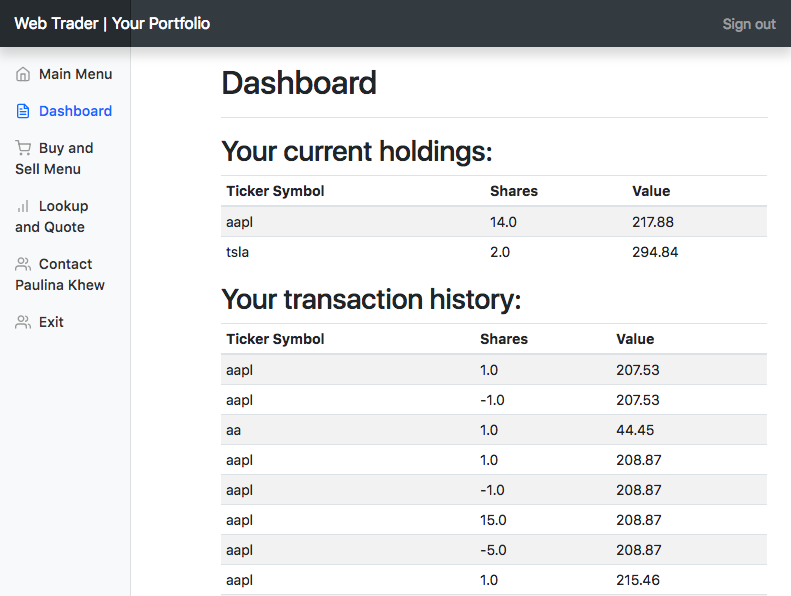 Web Trader | Your Portfolio
Sign out
Main Menu
Dashboard
Buy and
Sell Menu
Lookup
and Quote
Contact
Paulina Khew
Exit
Dashboard
Your current holdings:
Ticker Symbol Shares Value
aapl 14.0 217.88
tsla 2.0 294.84
Your transaction history:
Ticker Symbol Shares Value
aapl 1.0 207.53
aapl -1.0 207.53
aa 1.0 44.45
aapl 1.0 208.87
aapl -1.0 208.87
aapl 15.0 208.87
aapl -5.0 208.87
aapl 1.0 215.46